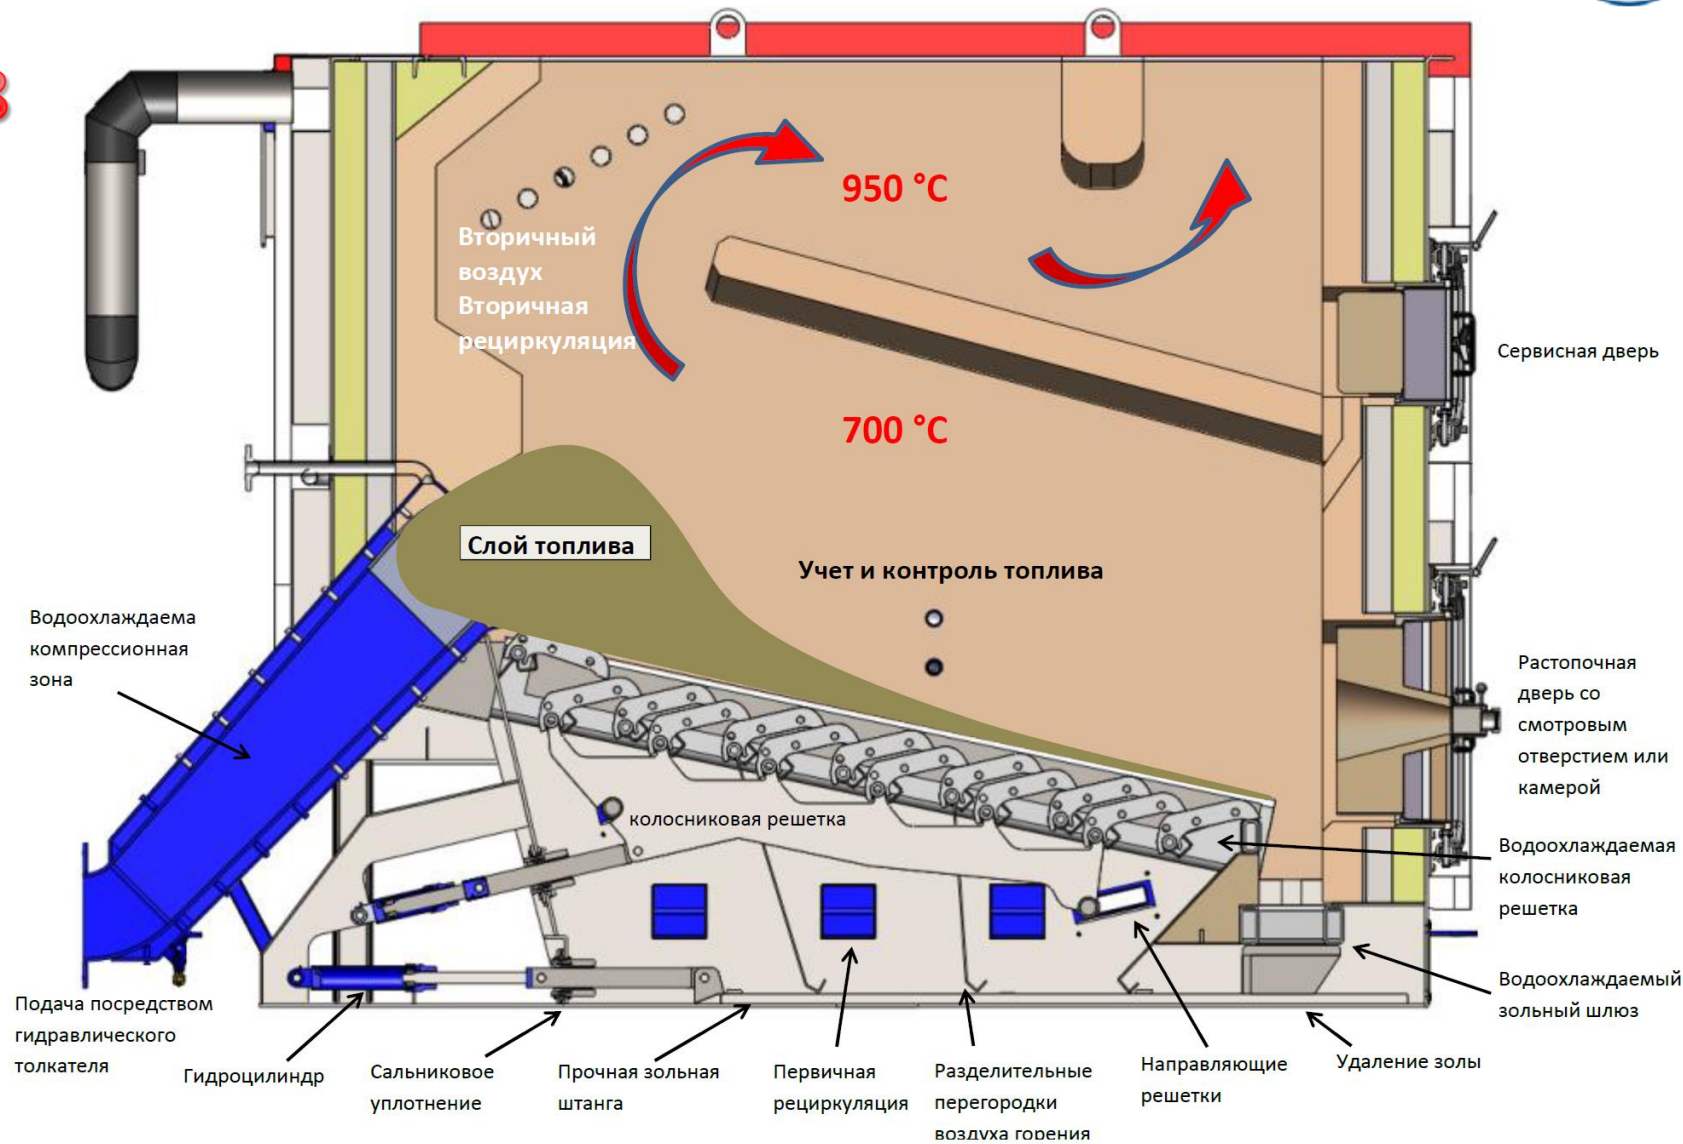 950 °C
Вторичный
воздух
Вторичная
рециркуляция
700 °C
Сервисная дверь
Слой топлива
Учет и контроль топлива
Водоохлаждаема
компрессионная
зона
Растопочная
дверь со
смотровым
отверстием или
камерой
колосниковая решетка
Водоохлаждаемая
колосниковая
решетка
Водоохлаждаемый
зольный шлюз
Подача посредством
гидравлического
толкателя
Гидроцилиндр
Сальниковое
уплотнение
Прочная зольная
штанга
Первичная
рециркуляция
Разделительные
перегородки
воздуха горения
Направляющие
решетки
Удаление золы